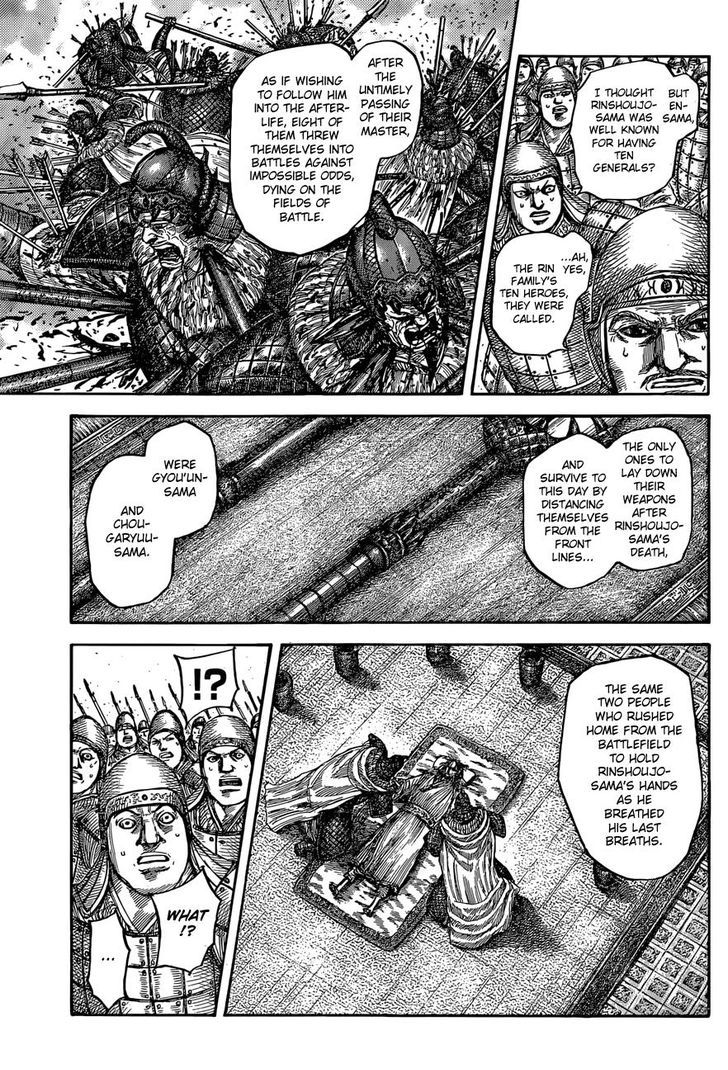 BUT
EN-
SAMA,
I THOUGHT
RINSHOUJO-
SAMA WAS
WELL KNOWN
FOR HAVING
TEN
GENERALS?
...AH,
YES,
THE RIN
FAMILY'S
TEN HEROES,
THEY WERE
CALLED.
AFTER
THE
UNTIMELY
PASSING
OF THEIR
MASTER,
AS IF WISHING
TO FOLLOW HIM
INTO THE AFTER-
LIFE, EIGHT OF
THEM THREW
THEMSELVES INTO
BATTLES AGAINST
IMPOSSIBLE ODDS,
DYING ON THE
FIELDS OF
BATTLE.
THE ONLY
ONES TO
LAY DOWN
THEIR
WEAPONS
AFTER
RINSHOUJO-
SAMA'S
DEATH,
AND
SURVIVE TO
THIS DAY BY
DISTANCING
THEMSELVES
FROM THE
FRONT
LINES...
WERE
GYOU'UN-
SAMA
AND
CHOU-
GARYUU-
SAMA.
THE SAME
TWO PEOPLE
WHO RUSHED
HOME FROM THE
BATTLEFIELD
TO HOLD
RINSHOUJO-
SAMA'S HANDS
AS HE
BREATHED
HIS LAST
BREATHS.
!?
WHAT
!?
...